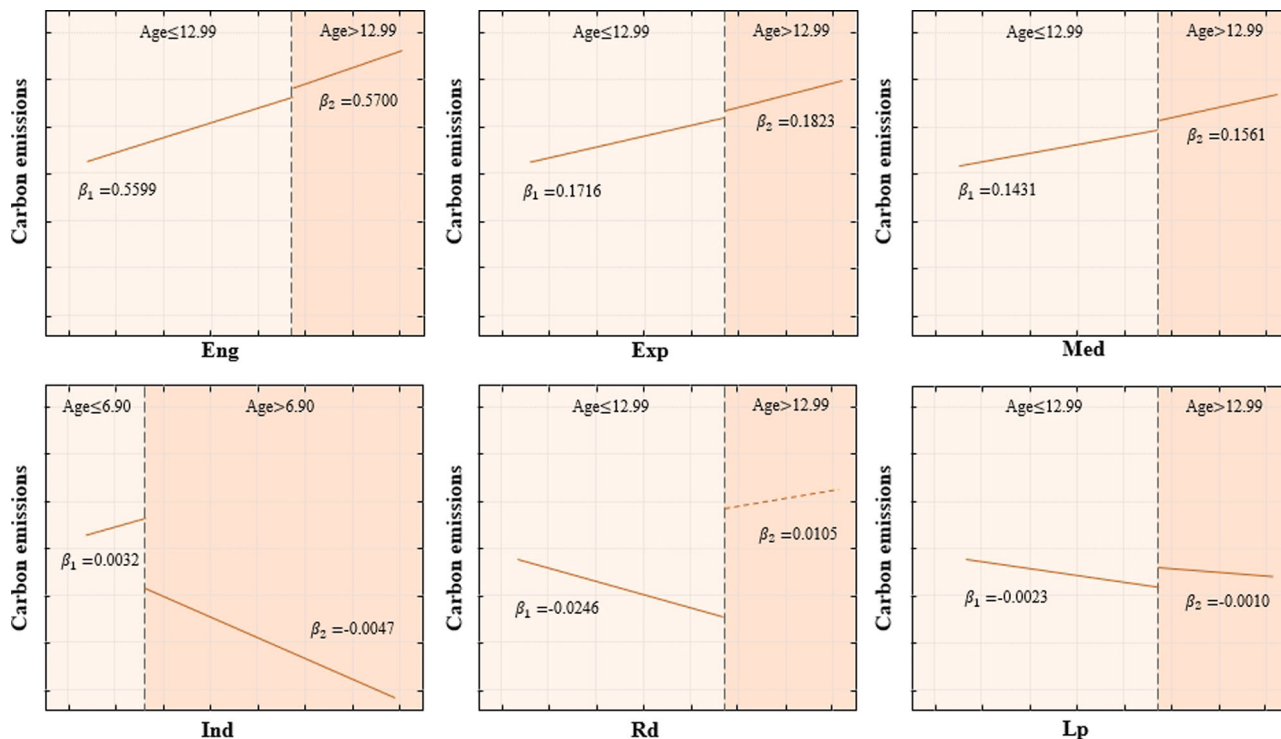 Age≤12.99
Age>12.99
Carbon emissions
β₁ =0.5599
β₂ =0.5700
Eng
Age≤12.99
Age>12.99
Carbon emissions
β₁ =0.1716
β₂ =0.1823
Exp
Age≤12.99
Age>12.99
Carbon emissions
β₁ =0.1431
β₂ =0.1561
Med
Age≤6.90
Age>6.90
Carbon emissions
β₁ =0.0032
β₂ =-0.0047
Ind
Age≤12.99
Age>12.99
Carbon emissions
β₁ =-0.0246
β₂ =0.0105
Rd
Age≤12.99
Age>12.99
Carbon emissions
β₁ =-0.0023
β₂ =-0.0010
Lp